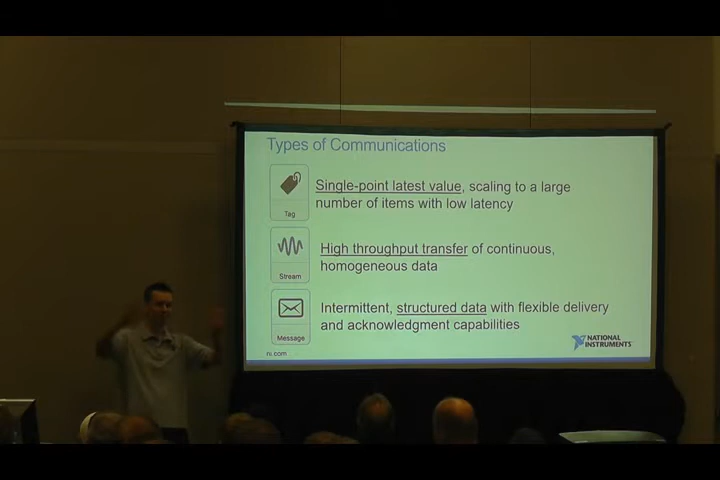 Types of Communications
Single-point latest value, scaling to a large
number of items with low latency
Tag
High throughput transfer of continuous,
homogeneous data
Stream
Intermittent, structured data with flexible delivery
and acknowledgment capabilities
Message
ni.com
NATIONAL
INSTRUMENTS